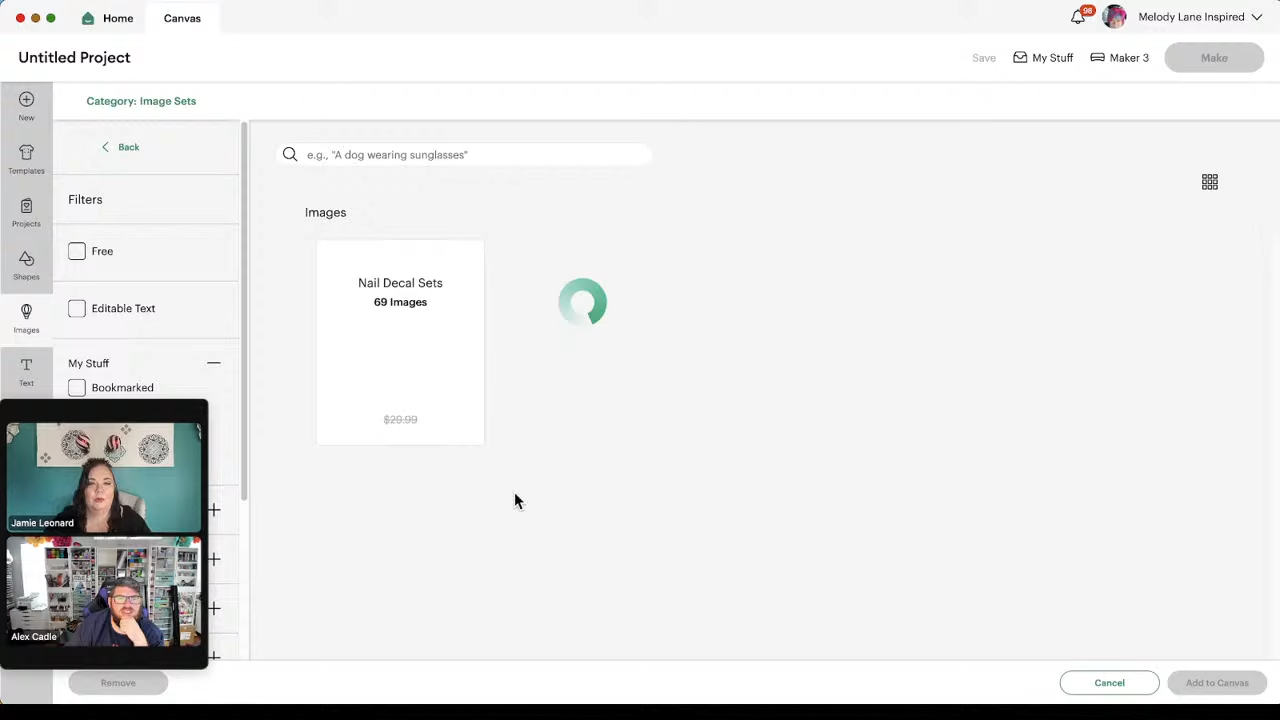 Home
Canvas
98
Melody Lane Inspired
Untitled Project
Save
My Stuff
Maker 3
Make
New
Templates
Projects
Shapes
Images
Text
Category: Image Sets
Back
Filters
Free
Editable Text
My Stuff
Bookmarked
e.g., "A dog wearing sunglasses"
Images
Nail Decal Sets
69 Images
$29.99
Jamie Leonard
Alex Cadle
Remove
Cancel
Add to Canvas